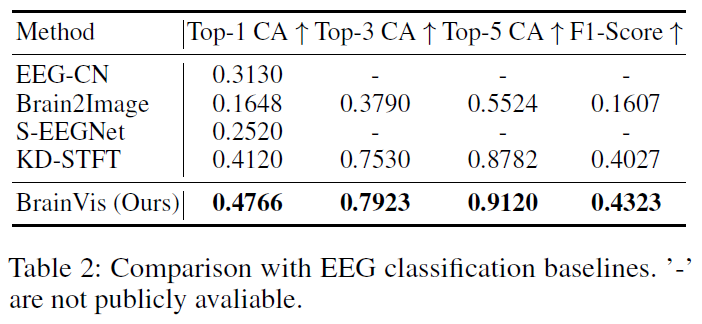 Method Top-1 CA ↑ Top-3 CA ↑ Top-5 CA ↑ F1-Score ↑
EEG-CN 0.3130 - - -
Brain2Image 0.1648 0.3790 0.5524 0.1607
S-EEGNet 0.2520 - - -
KD-STFT 0.4120 0.7530 0.8782 0.4027
BrainVis (Ours) 0.4766 0.7923 0.9120 0.4323
Table 2: Comparison with EEG classification baselines. ’-’
are not publicly avaliable.